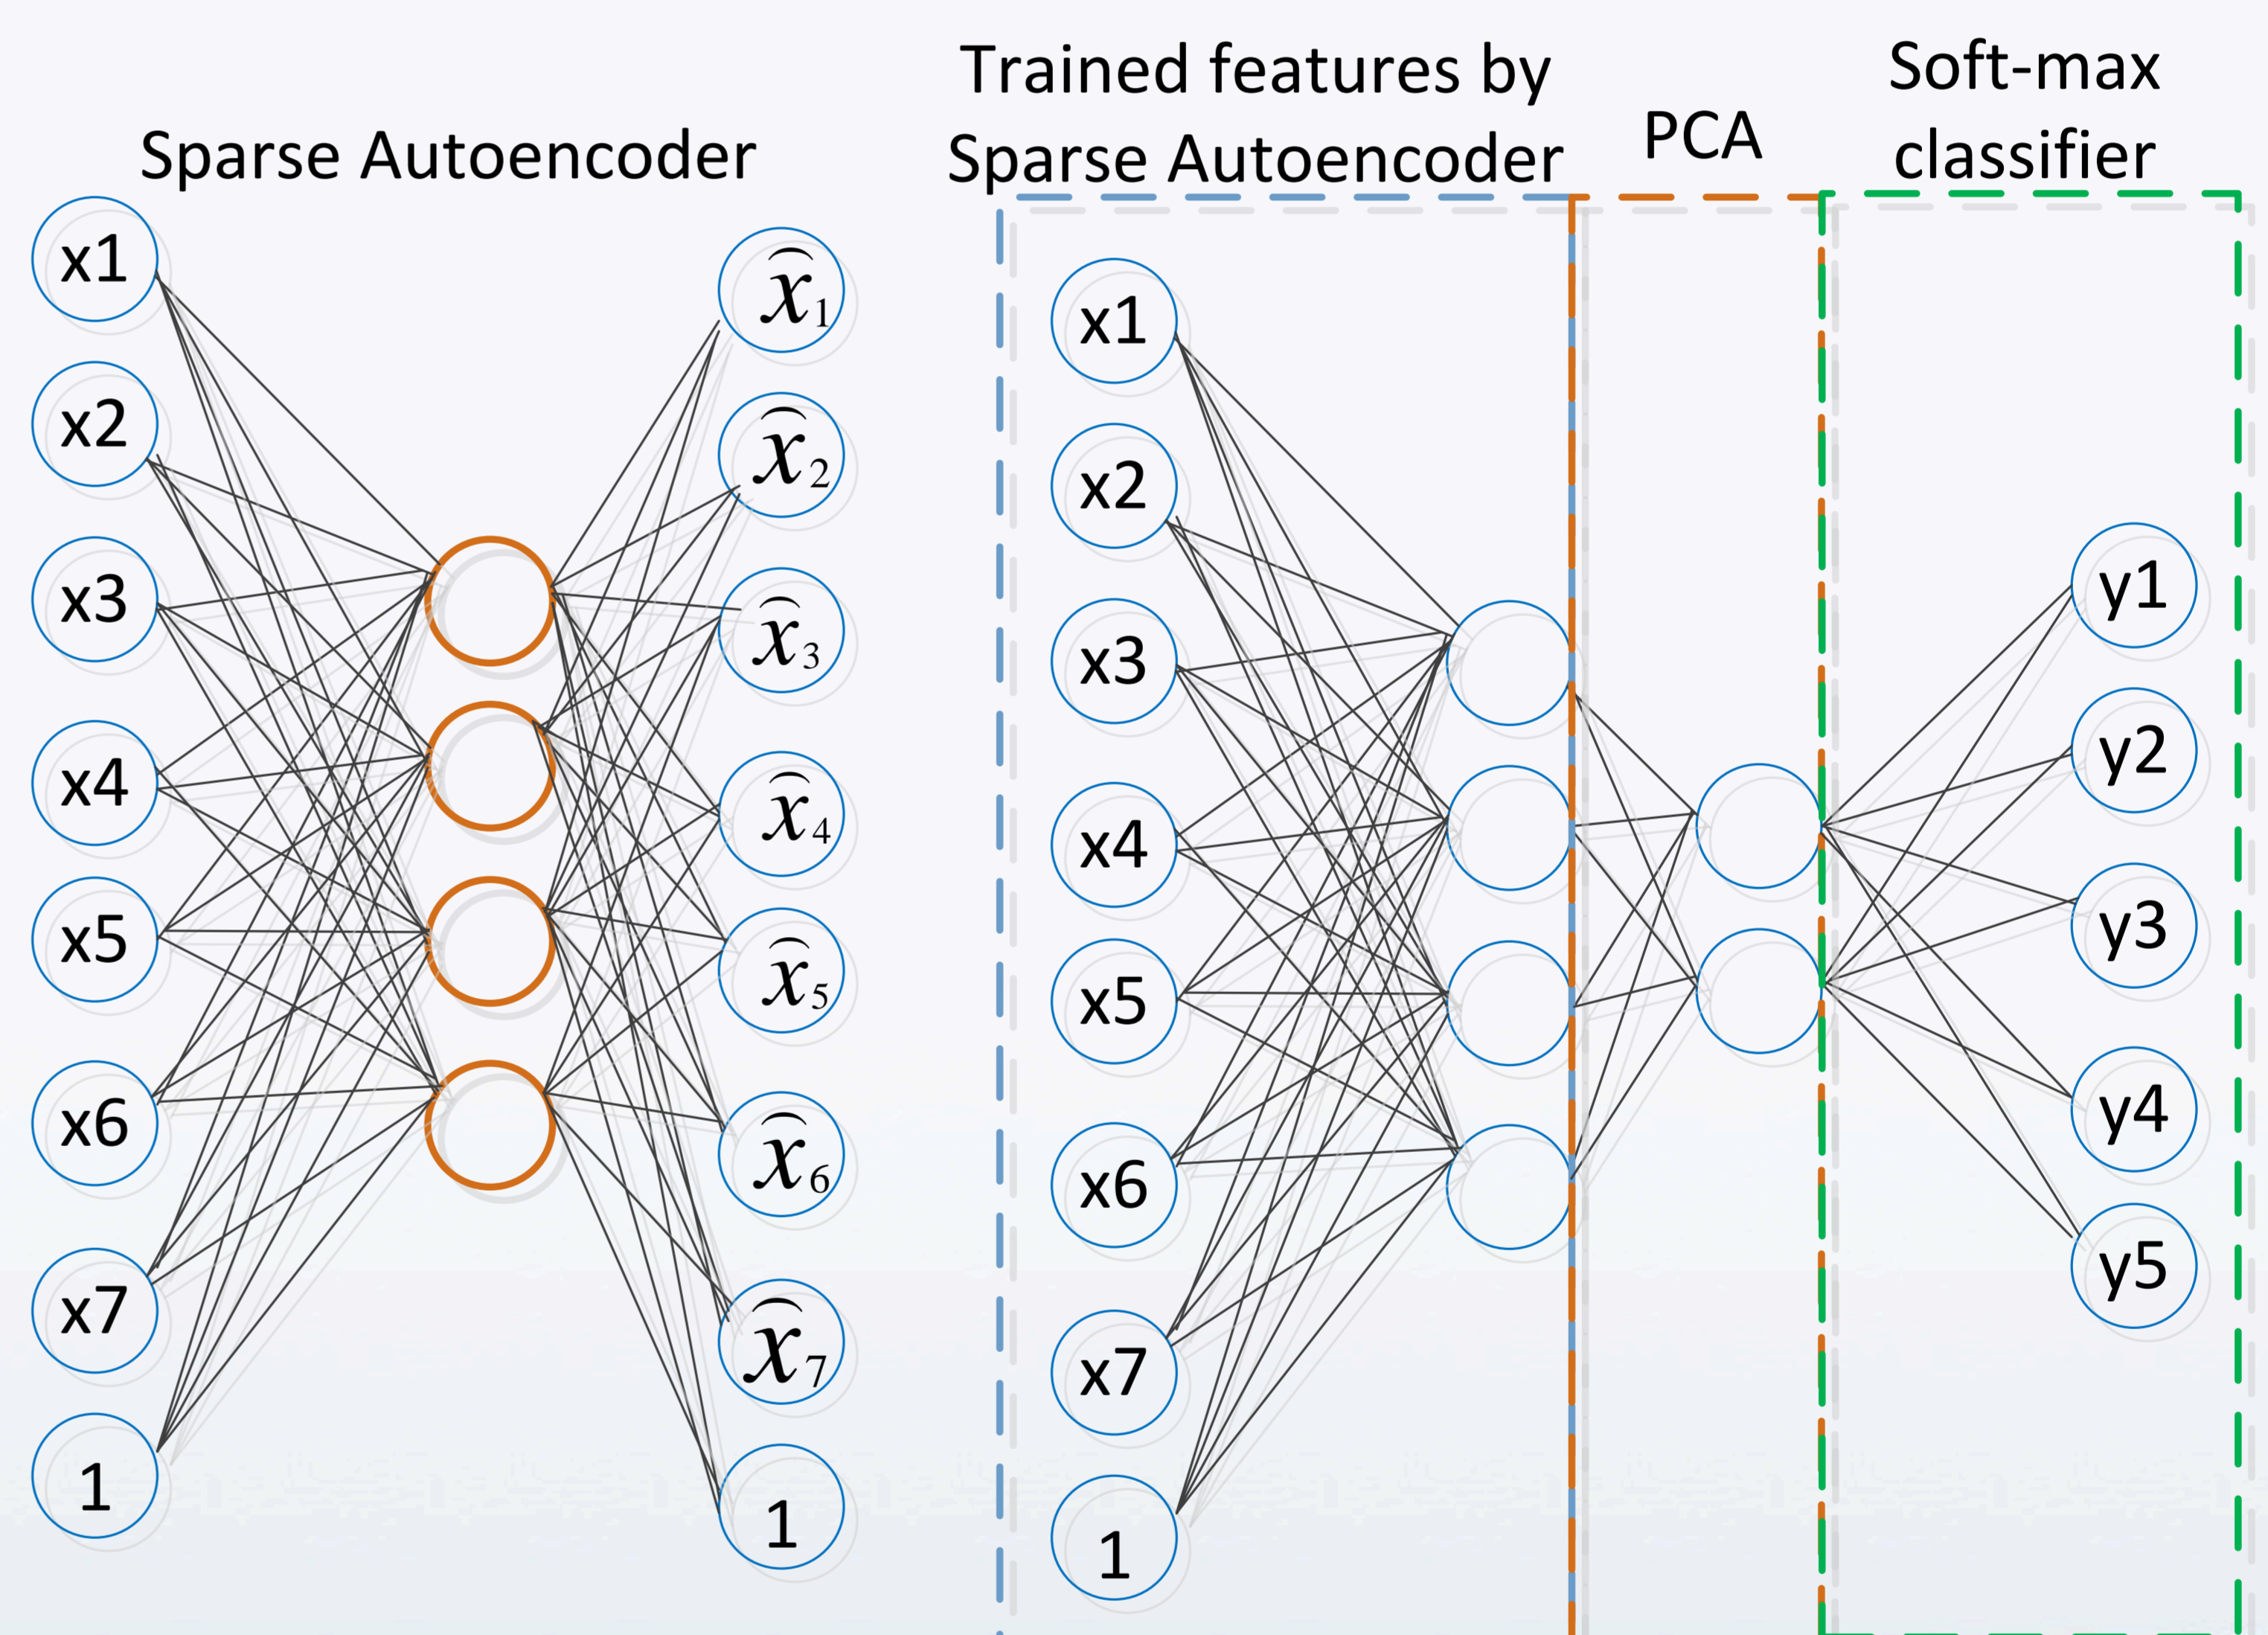 Sparse Autoencoder
x1
x2
x3
x4
x5
x6
x7
1
x̂1
x̂2
x̂3
x̂4
x̂5
x̂6
x̂7
1
Trained features by
Sparse Autoencoder
x1
x2
x3
x4
x5
x6
x7
1
PCA
Soft-max
classifier
y1
y2
y3
y4
y5